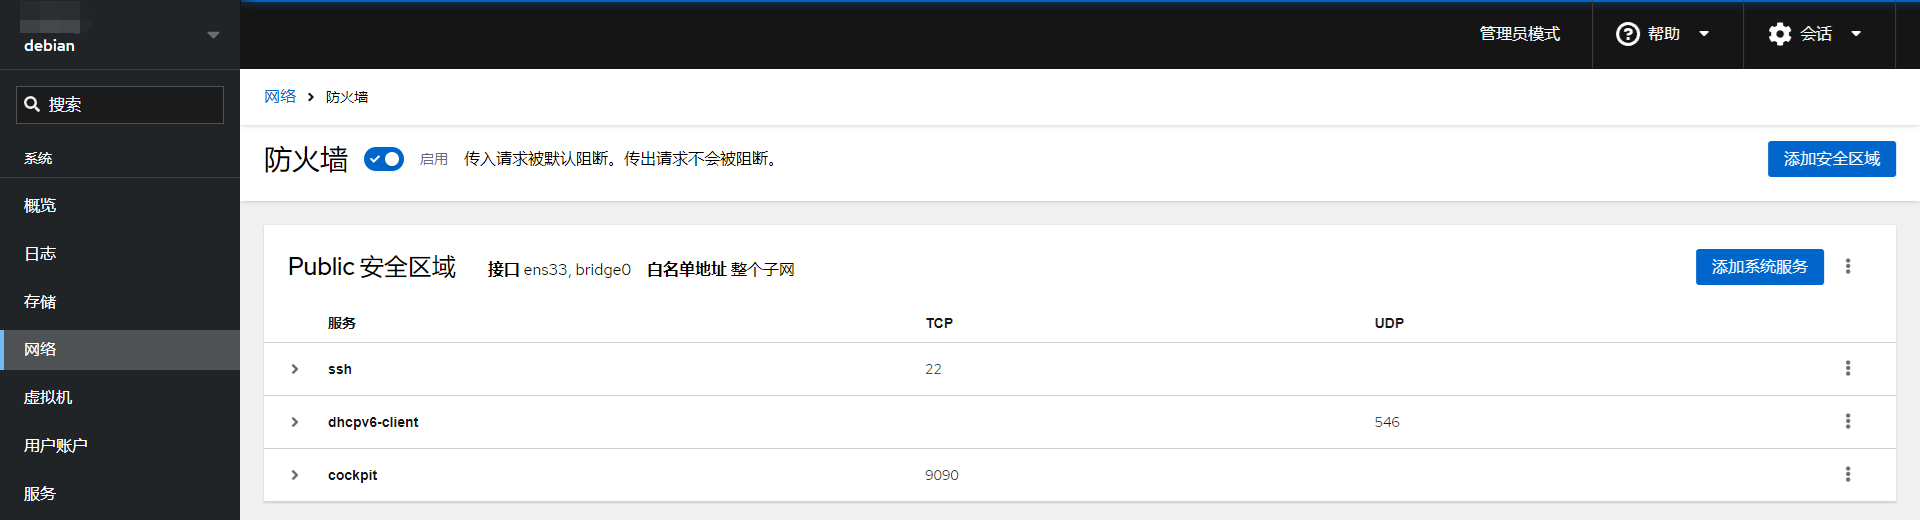 debian
管理员模式
帮助
会话
搜索
系统
概览
日志
存储
网络
虚拟机
用户账户
服务
网络 防火墙
防火墙 启用 传入请求被默认阻断。传出请求不会被阻断。
添加安全区域
Public 安全区域 接口 ens33, bridge0 白名单地址 整个子网
添加系统服务
服务 TCP UDP
ssh 22
dhcpv6-client 546
cockpit 9090